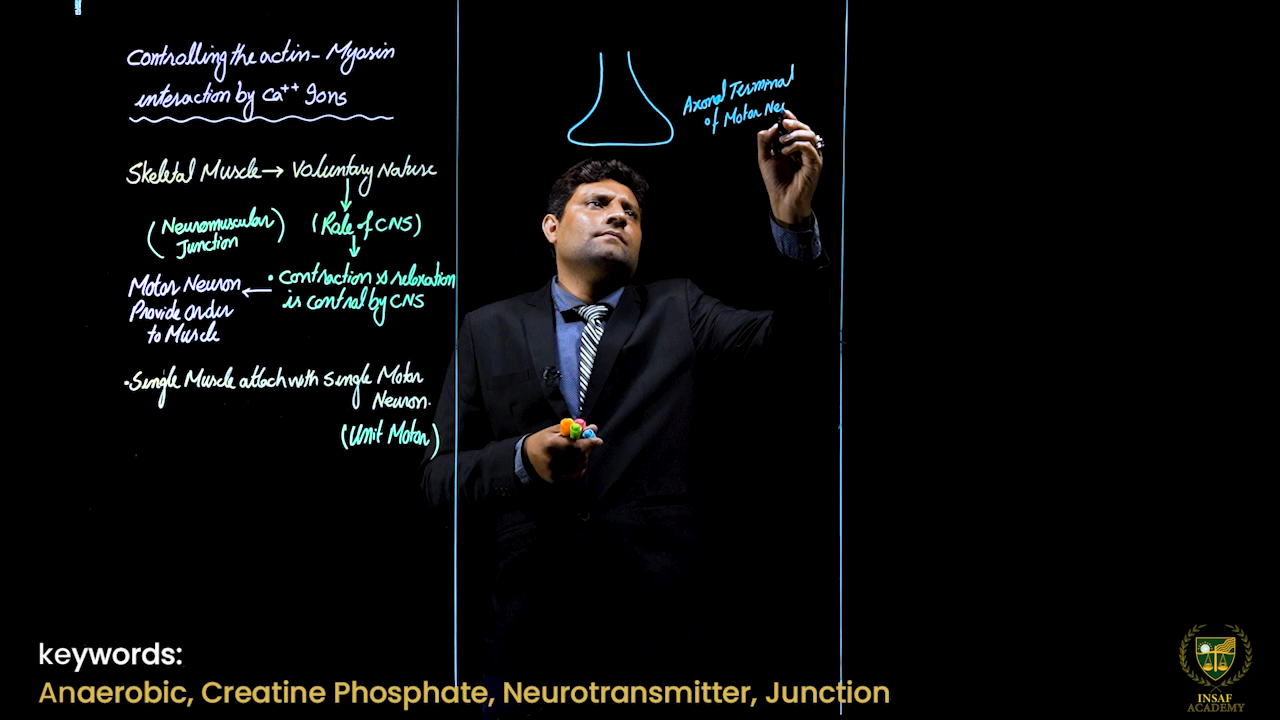 Controlling the actin - Myosin
interaction by Ca++ Ions
Skeletal Muscle → Voluntary Nature
(Neuromuscular Junction)
(Role of CNS)
• Contraction & relaxation
is control by CNS
Motor Neuron
Provide order
to Muscle
• Single Muscle attach with single Motor
Neuron.
(Unit Motor)
Axonal Terminal
of Motor Neu
keywords:
Anaerobic, Creatine Phosphate, Neurotransmitter, Junction
INSAF
ACADEMY